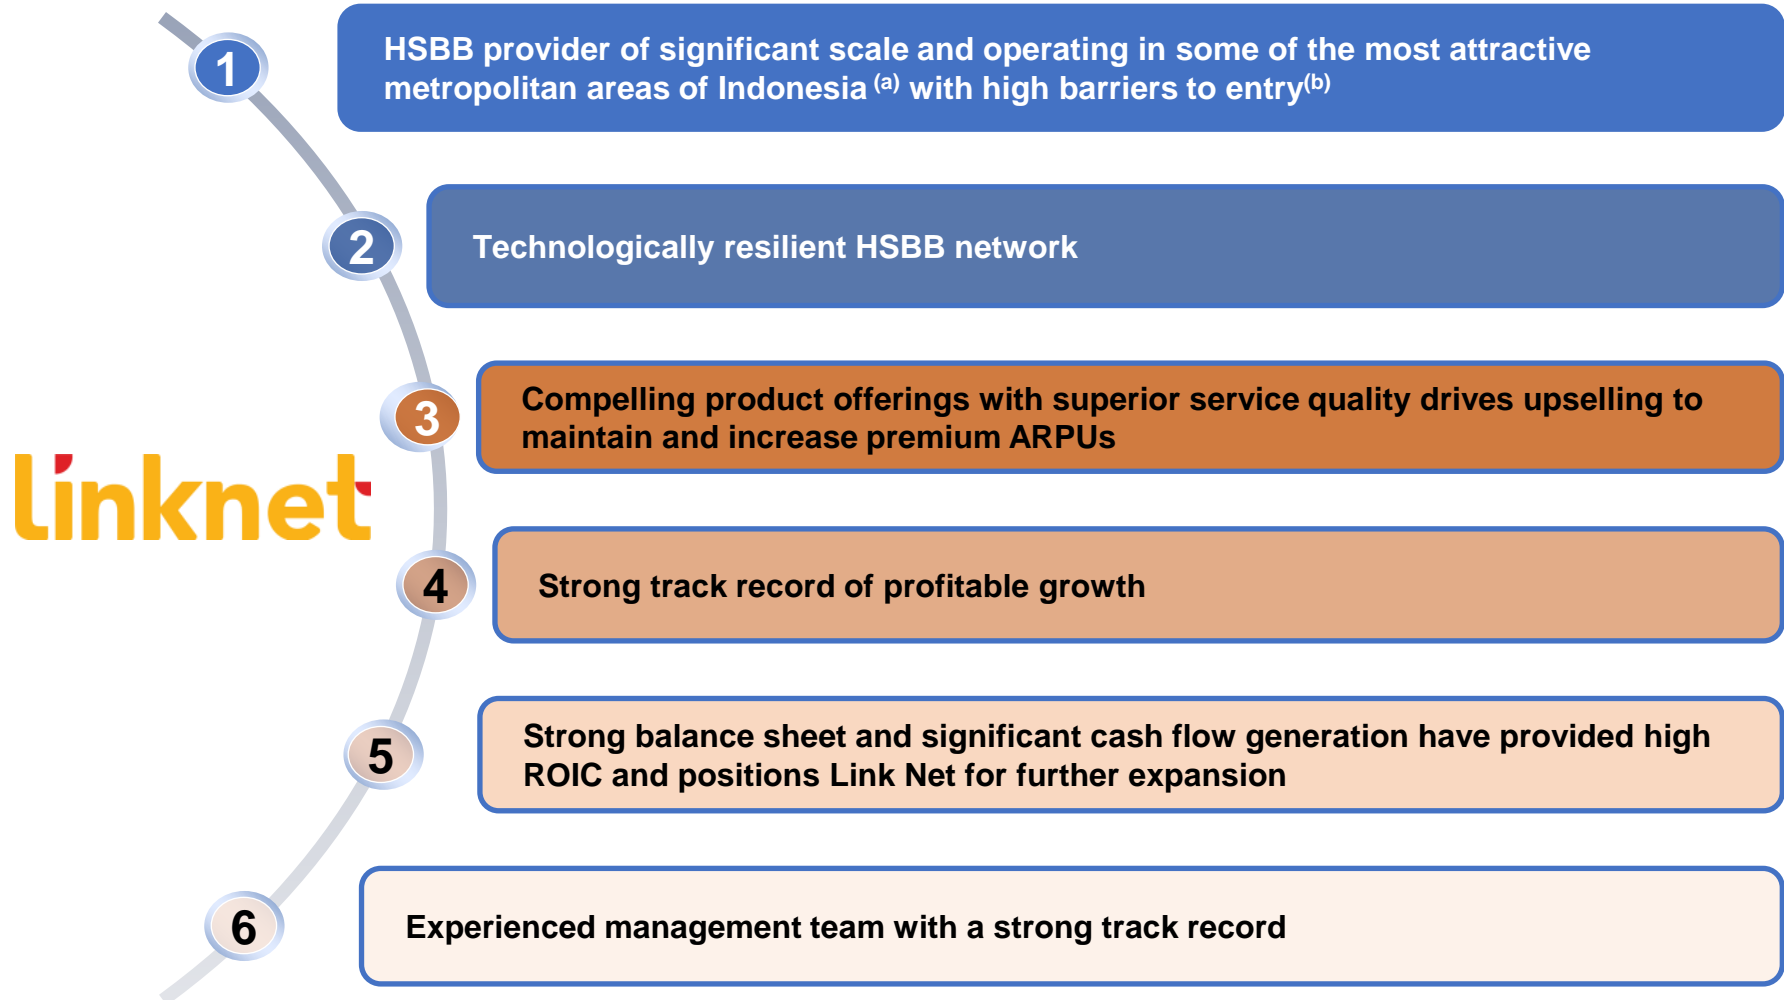 1
HSBB provider of significant scale and operating in some of the most attractive
metropolitan areas of Indonesia (a) with high barriers to entry(b)
2
Technologically resilient HSBB network
3
Compelling product offerings with superior service quality drives upselling to
maintain and increase premium ARPUs
linknet
4
Strong track record of profitable growth
5
Strong balance sheet and significant cash flow generation have provided high
ROIC and positions Link Net for further expansion
6
Experienced management team with a strong track record